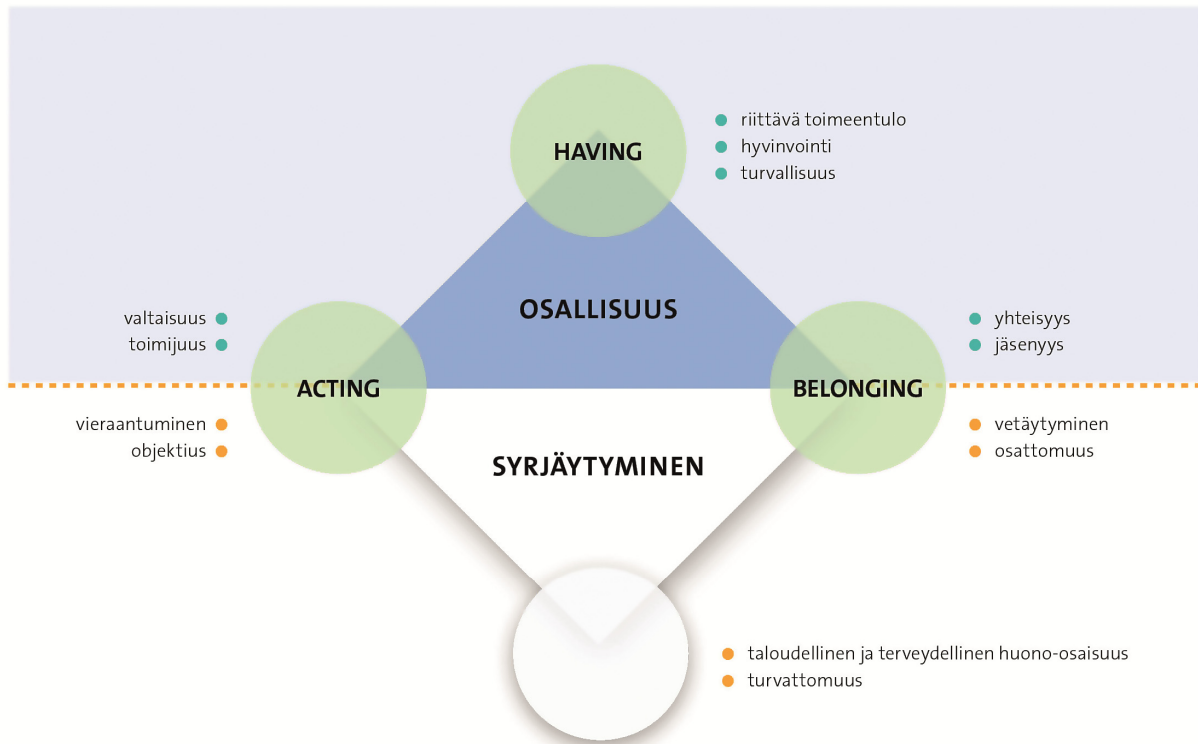 HAVING
riittävä toimeentulo
hyvinvointi
turvallisuus
OSALLISUUS
valtaisuus
toimijuus
yhteisyys
jäsenyys
ACTING
BELONGING
vieraantuminen
objektius
vetäytyminen
osattomuus
SYRJÄYTYMINEN
taloudellinen ja terveydellinen huono-osaisuus
turvattomuus